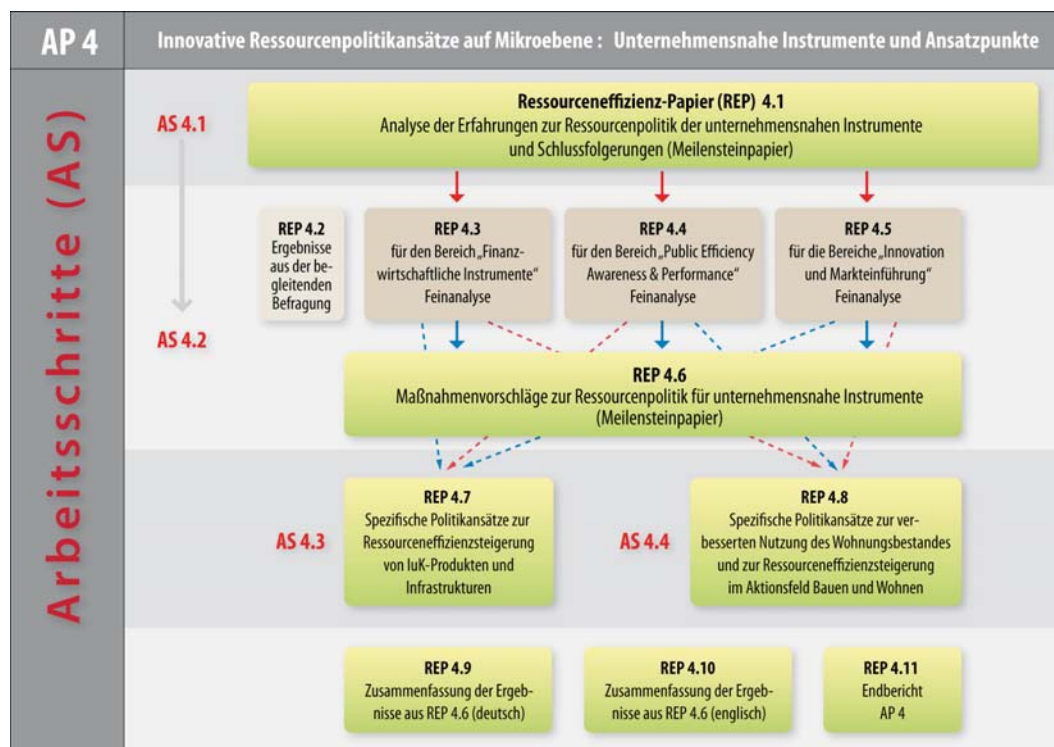 AP 4
Innovative Ressourcenpolitikansätze auf Mikroebene : Unternehmensnahe Instrumente und Ansatzpunkte
Arbeitsschritte (AS)
AS 4.1
Ressourceneffizienz-Papier (REP) 4.1
Analyse der Erfahrungen zur Ressourcenpolitik der unternehmensnahen Instrumente
und Schlussfolgerungen (Meilensteinpapier)
REP 4.2
Ergebnisse
aus der be-
gleitenden
Befragung
REP 4.3
für den Bereich „Finanz-
wirtschaftliche Instrumente“
Feinanalyse
REP 4.4
für den Bereich „Public Efficiency
Awareness & Performance“
Feinanalyse
REP 4.5
für die Bereiche „Innovation
und Markteinführung“
Feinanalyse
AS 4.2
REP 4.6
Maßnahmenvorschläge zur Ressourcenpolitik für unternehmensnahe Instrumente
(Meilensteinpapier)
AS 4.3
REP 4.7
Spezifische Politikansätze zur
Ressourceneffizienzsteigerung
von IuK-Produkten und
Infrastrukturen
AS 4.4
REP 4.8
Spezifische Politikansätze zur ver-
besserten Nutzung des Wohnungsbestandes
und zur Ressourceneffizienzsteigerung
im Aktionsfeld Bauen und Wohnen
REP 4.9
Zusammenfassung der Ergeb-
nisse aus REP 4.6 (deutsch)
REP 4.10
Zusammenfassung der Ergeb-
nisse aus REP 4.6 (englisch)
REP 4.11
Endbericht
AP 4